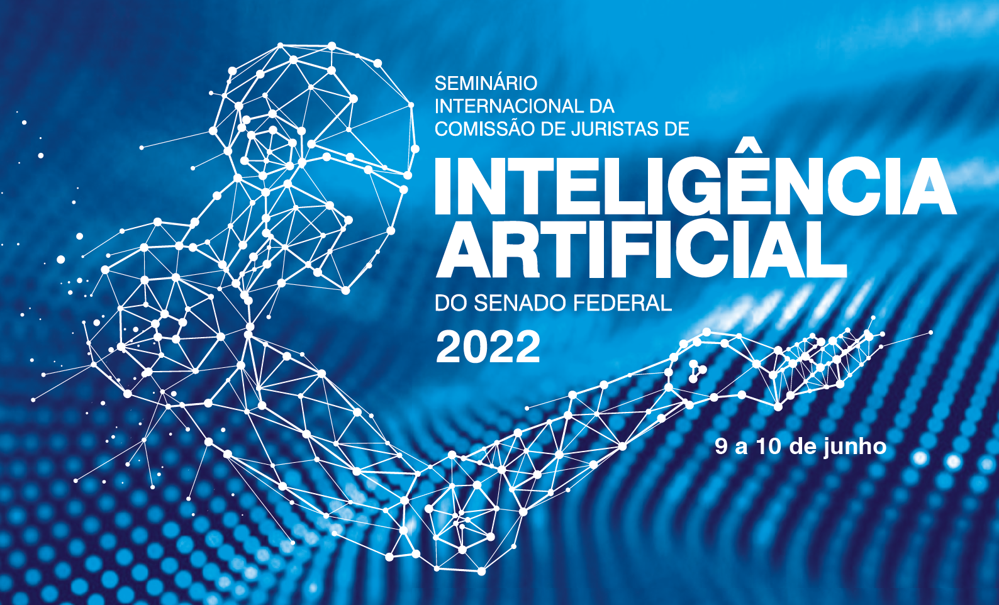 SEMINÁRIO
INTERNACIONAL DA
COMISSÃO DE JURISTAS DE
INTELIGÊNCIA
ARTIFICIAL
DO SENADO FEDERAL
2022
9 a 10 de junho